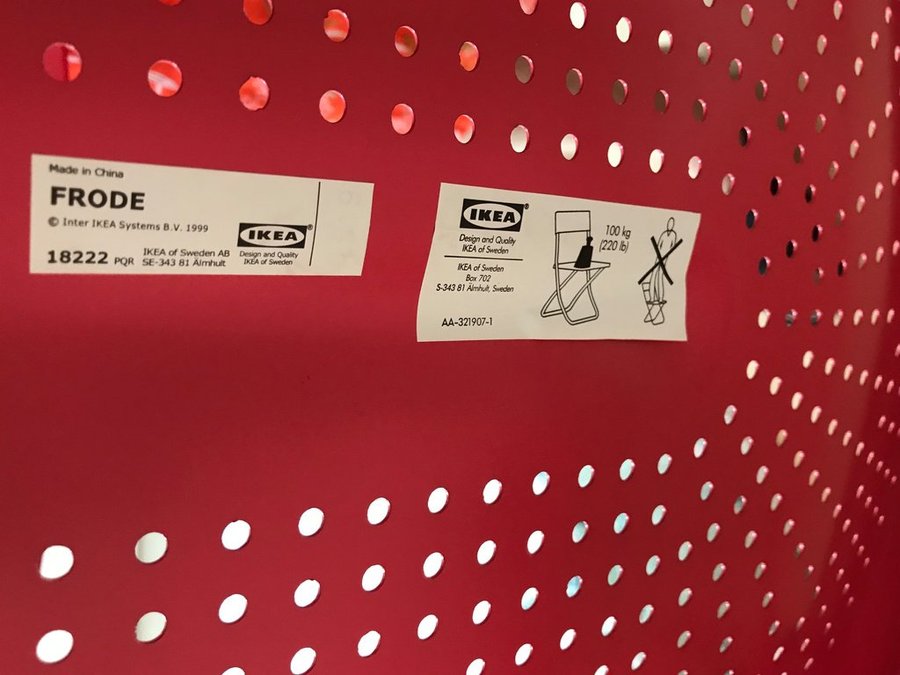 Made in China
FRODE
© Inter IKEA Systems B.V. 1999
18222 PQR
IKEA of Sweden AB
SE-343 81 Älmhult
IKEA®
Design and Quality
IKEA of Sweden
IKEA®
Design and Quality
IKEA of Sweden
IKEA of Sweden
Box 702
S-343 81 Älmhult, Sweden
AA-321907-1
100 kg
(220 lb)